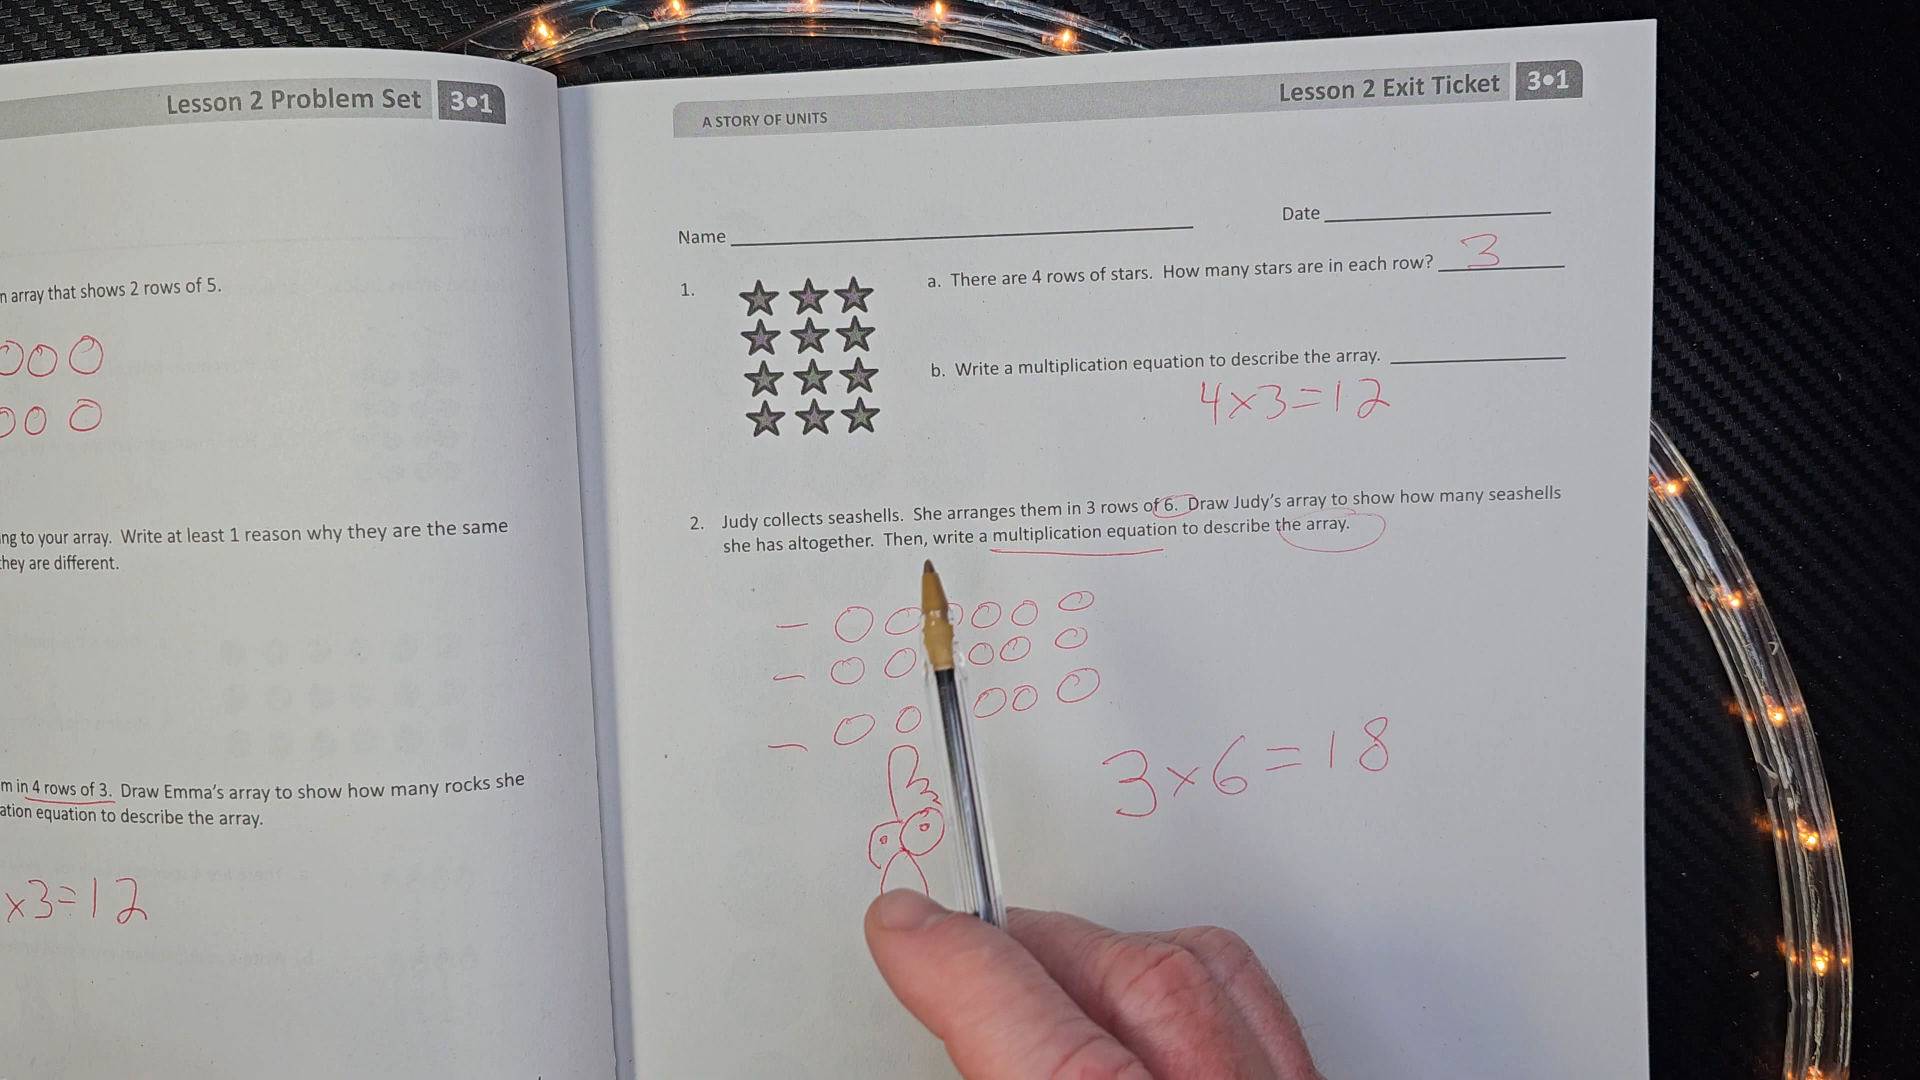 Lesson 2 Problem Set 3•1
n array that shows 2 rows of 5.
ng to your array. Write at least 1 reason why they are the same
they are different.
m in 4 rows of 3. Draw Emma's array to show how many rocks she
ation equation to describe the array.
x3=12
A STORY OF UNITS
Lesson 2 Exit Ticket 3•1
Name
Date
1.
a. There are 4 rows of stars. How many stars are in each row? 3
b. Write a multiplication equation to describe the array.
4x3=12
2. Judy collects seashells. She arranges them in 3 rows of 6. Draw Judy's array to show how many seashells
she has altogether. Then, write a multiplication equation to describe the array.
3x6=18